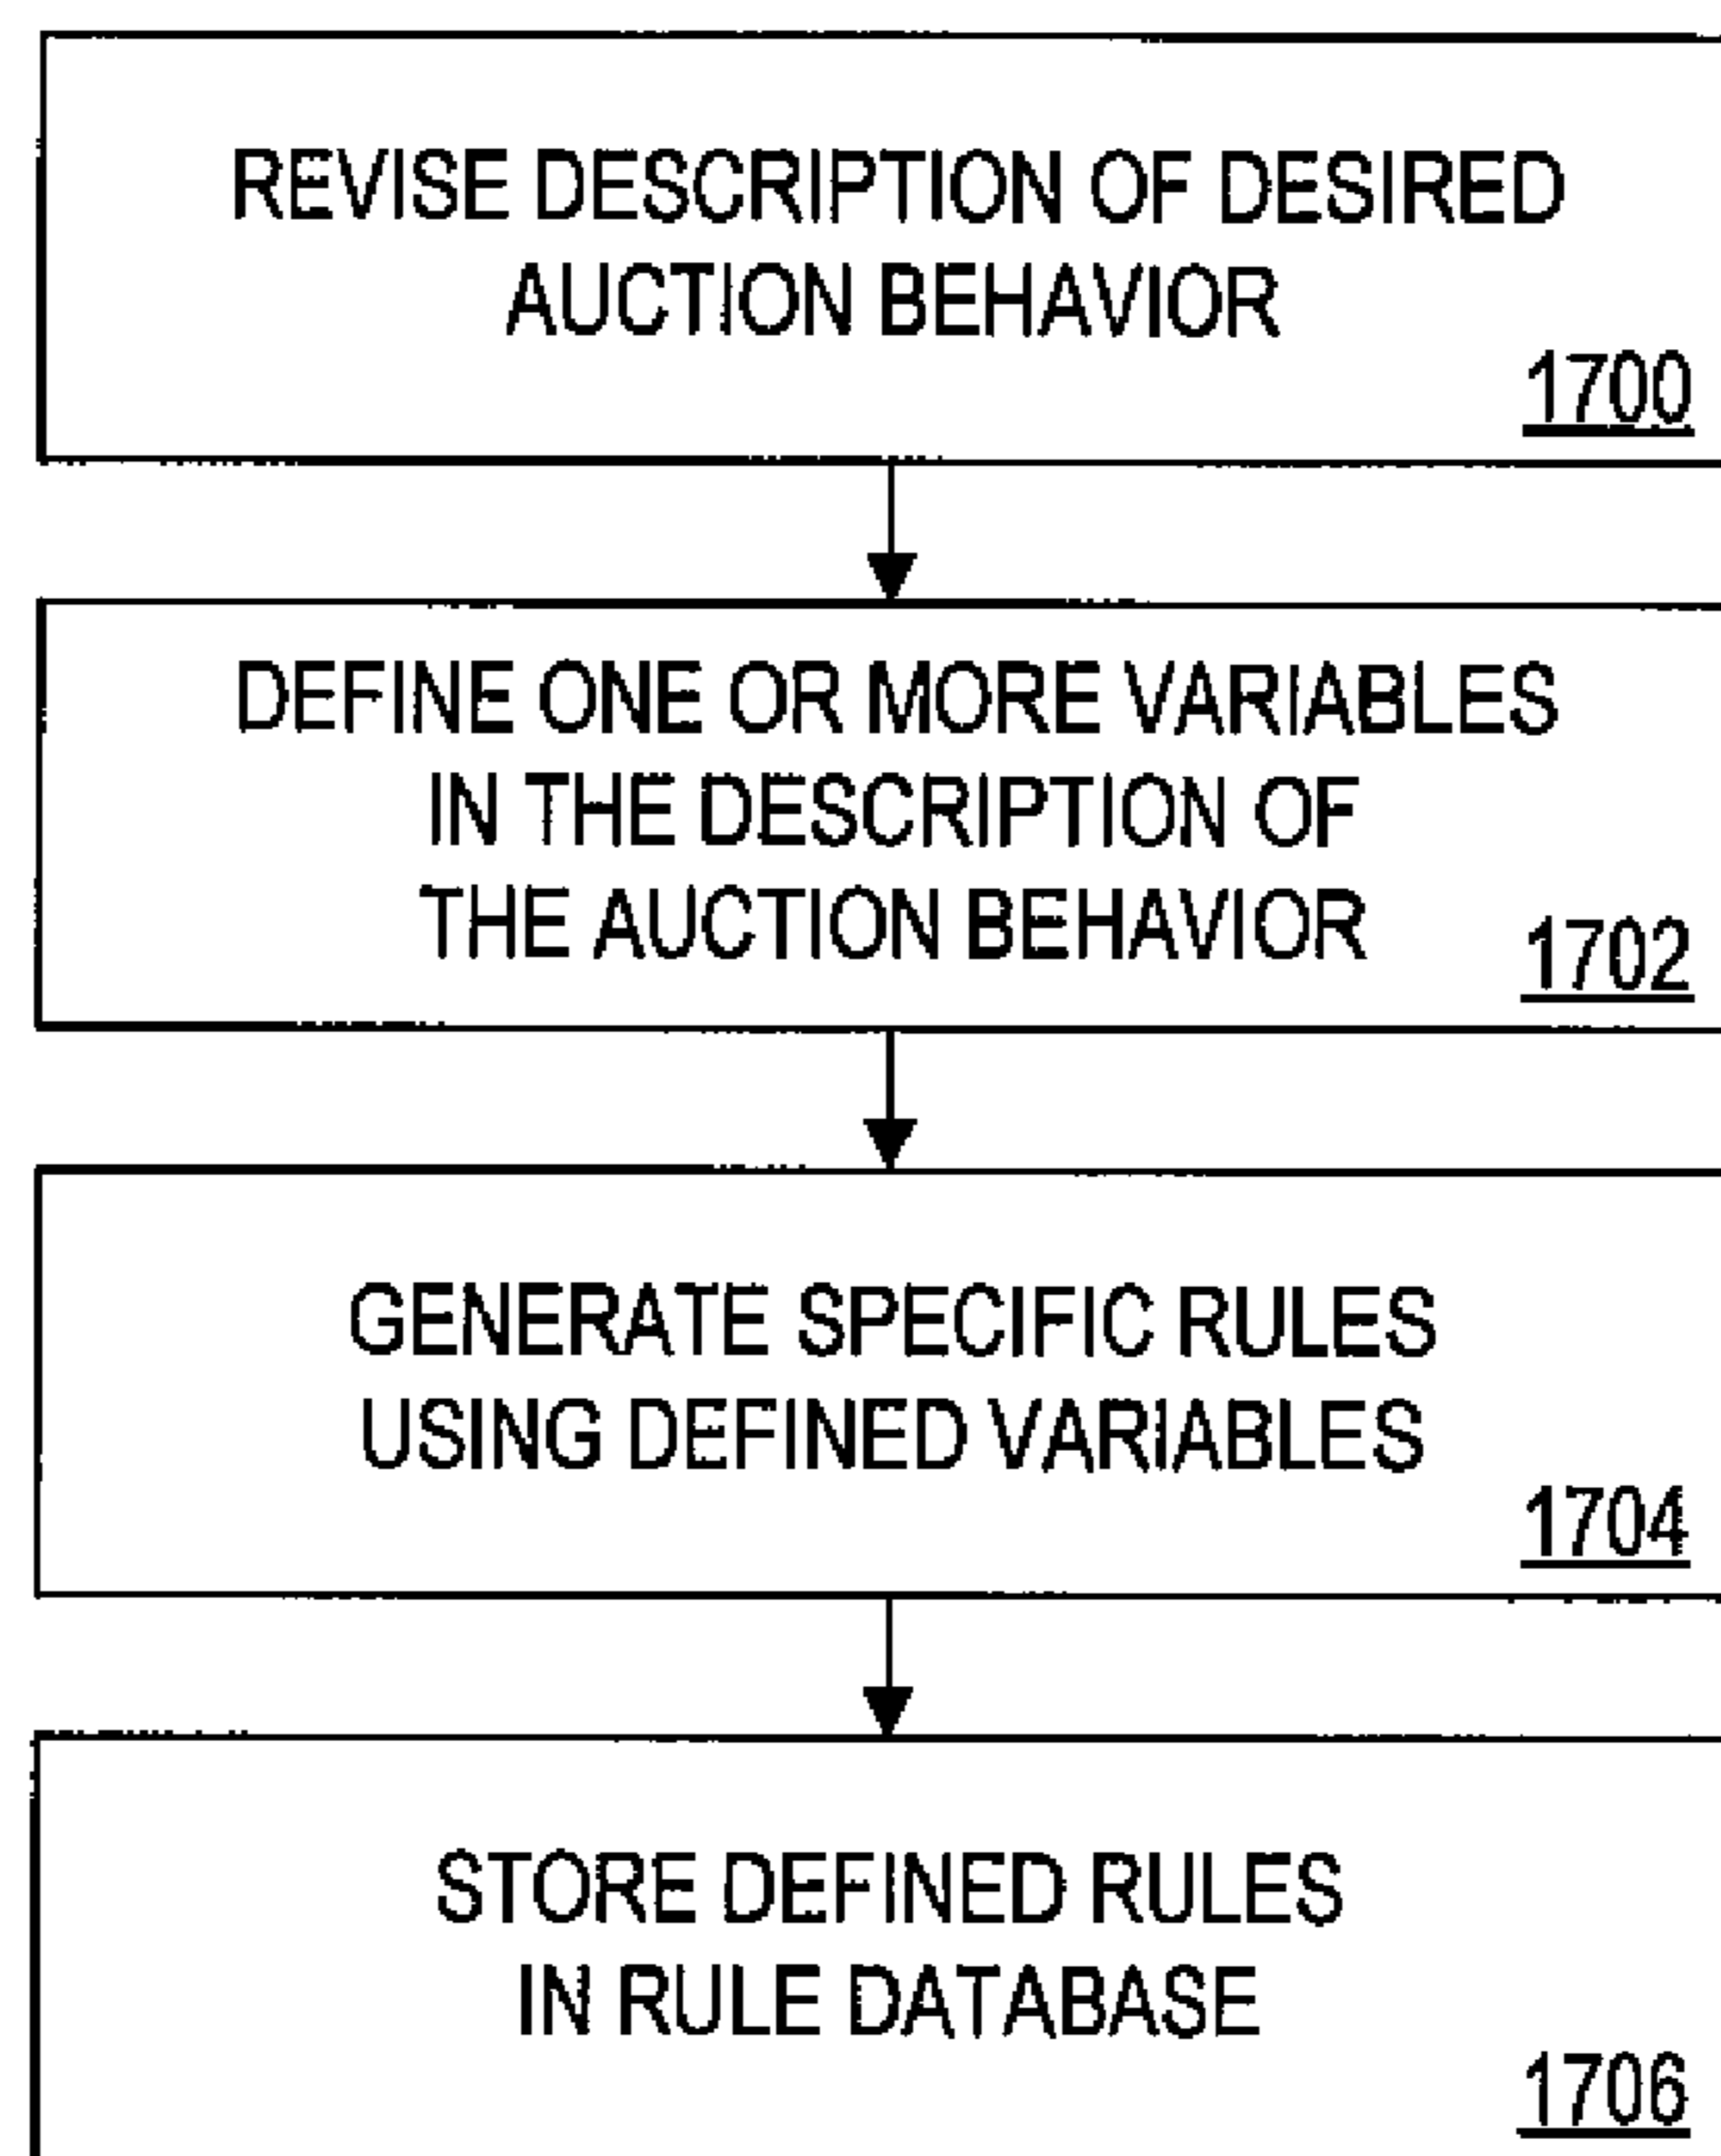 REVISE DESCRIPTION OF DESIRED
AUCTION BEHAVIOR
1700
DEFINE ONE OR MORE VARIABLES
IN THE DESCRIPTION OF
THE AUCTION BEHAVIOR
1702
GENERATE SPECIFIC RULES
USING DEFINED VARIABLES
1704
STORE DEFINED RULES
IN RULE DATABASE
1706